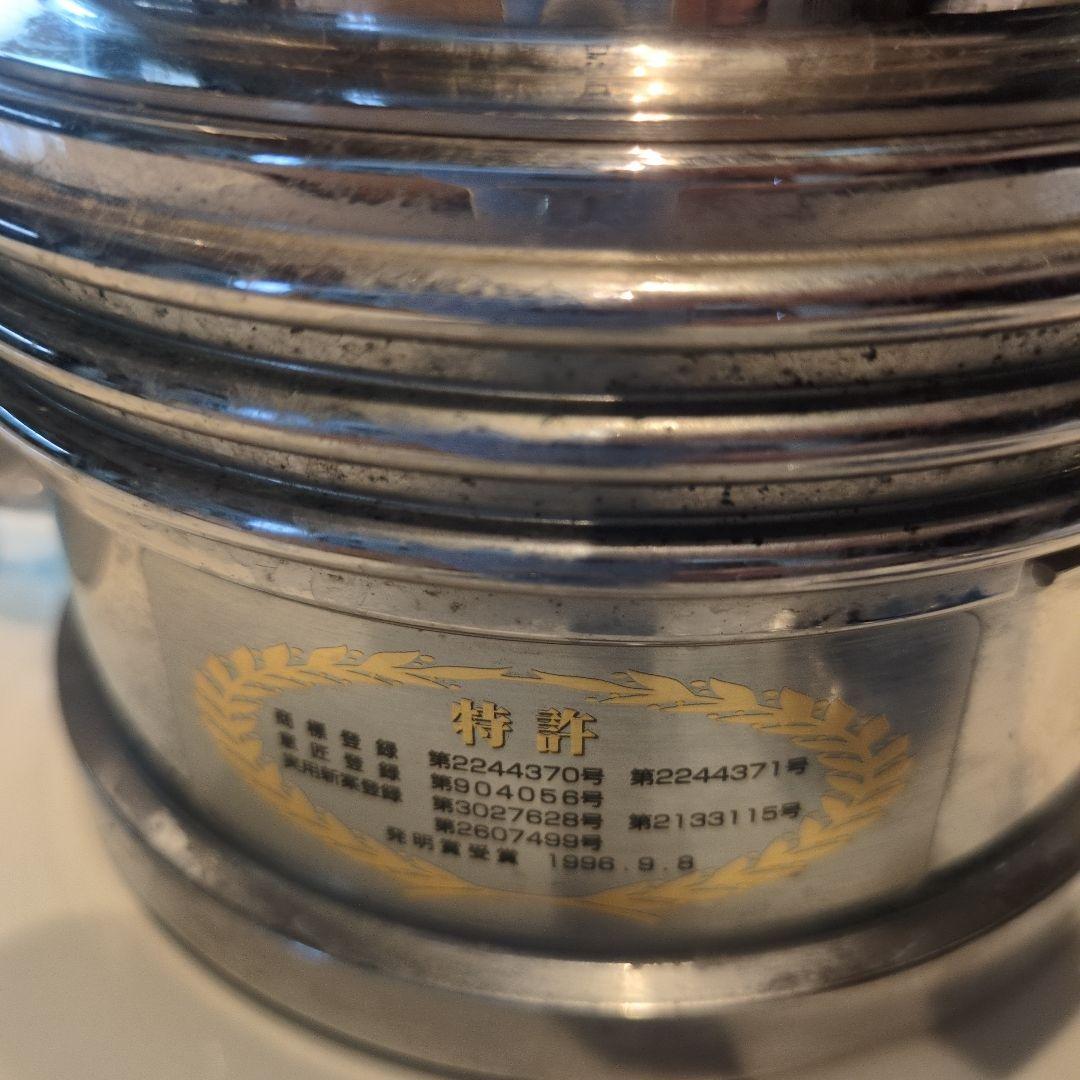 特許
商標登録 第2244370号 第2244371号
意匠登録 第904056号
実用新案登録 第3027628号 第2133115号
第2607499号
発明賞受賞 1996.9.8